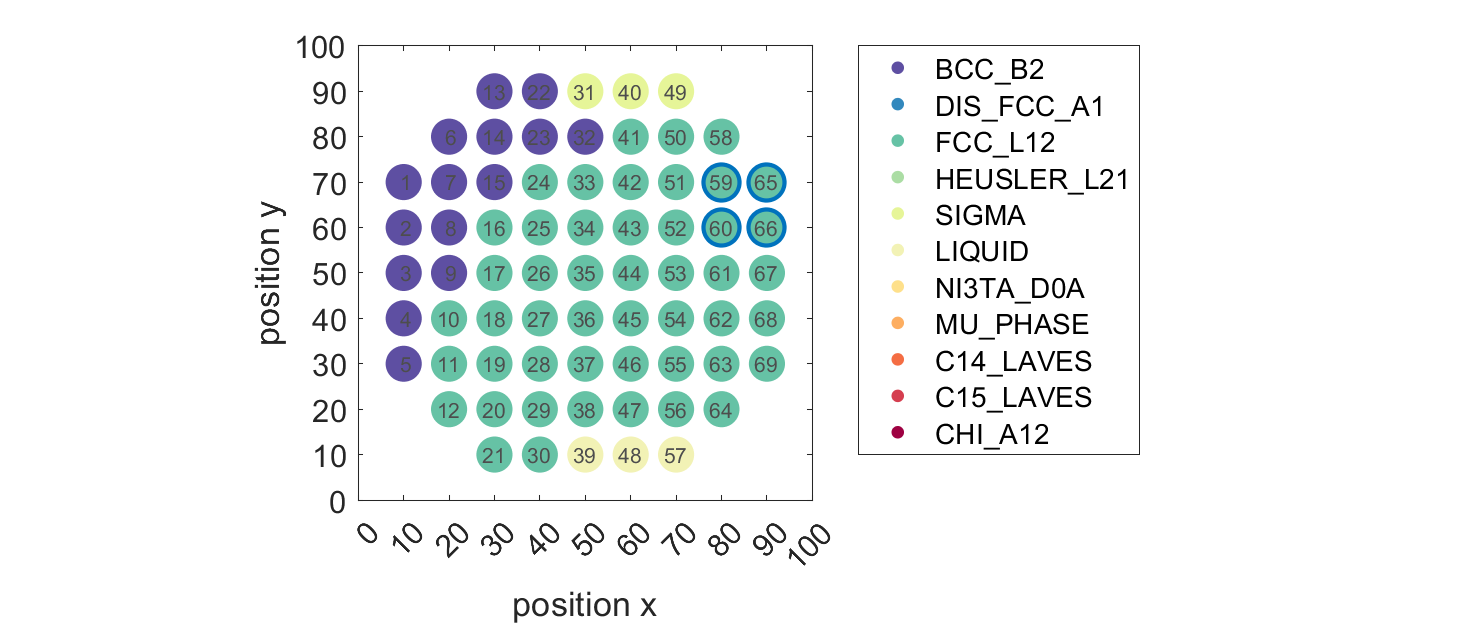 100
90
80
70
60
50
40
30
20
10
0
position y
13 22 31 40 49
6 14 23 32 41 50 58
1 7 15 24 33 42 51 59 65
2 8 16 25 34 43 52 60 66
3 9 17 26 35 44 53 61 67
4 10 18 27 36 45 54 62 68
5 11 19 28 37 46 55 63 69
12 20 29 38 47 56 64
21 30 39 48 57
0 10 20 30 40 50 60 70 80 90 100
position x
BCC_B2
DIS_FCC_A1
FCC_L12
HEUSLER_L21
SIGMA
LIQUID
NI3TA_D0A
MU_PHASE
C14_LAVES
C15_LAVES
CHI_A12